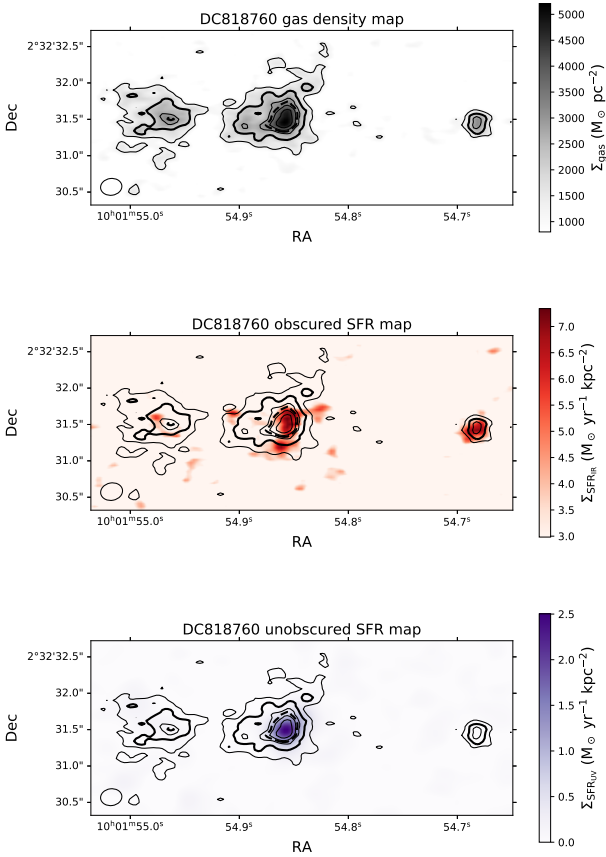 DC818760 gas density map
2°32'32.5"
32.0"
31.5"
31.0"
30.5"
Dec
10ʰ01ᵐ55.0ˢ
54.9ˢ
54.8ˢ
54.7ˢ
RA
5000
4500
4000
3500
3000
2500
2000
1500
1000
Σgas (M⊙ pc⁻²)
DC818760 obscured SFR map
2°32'32.5"
32.0"
31.5"
31.0"
30.5"
Dec
10ʰ01ᵐ55.0ˢ
54.9ˢ
54.8ˢ
54.7ˢ
RA
7.0
6.5
6.0
5.5
5.0
4.5
4.0
3.5
3.0
Σ_SFR_IR (M⊙ yr⁻¹ kpc⁻²)
DC818760 unobscured SFR map
2°32'32.5"
32.0"
31.5"
31.0"
30.5"
Dec
10ʰ01ᵐ55.0ˢ
54.9ˢ
54.8ˢ
54.7ˢ
RA
2.5
2.0
1.5
1.0
0.5
0.0
Σ_SFR_UV (M⊙ yr⁻¹ kpc⁻²)